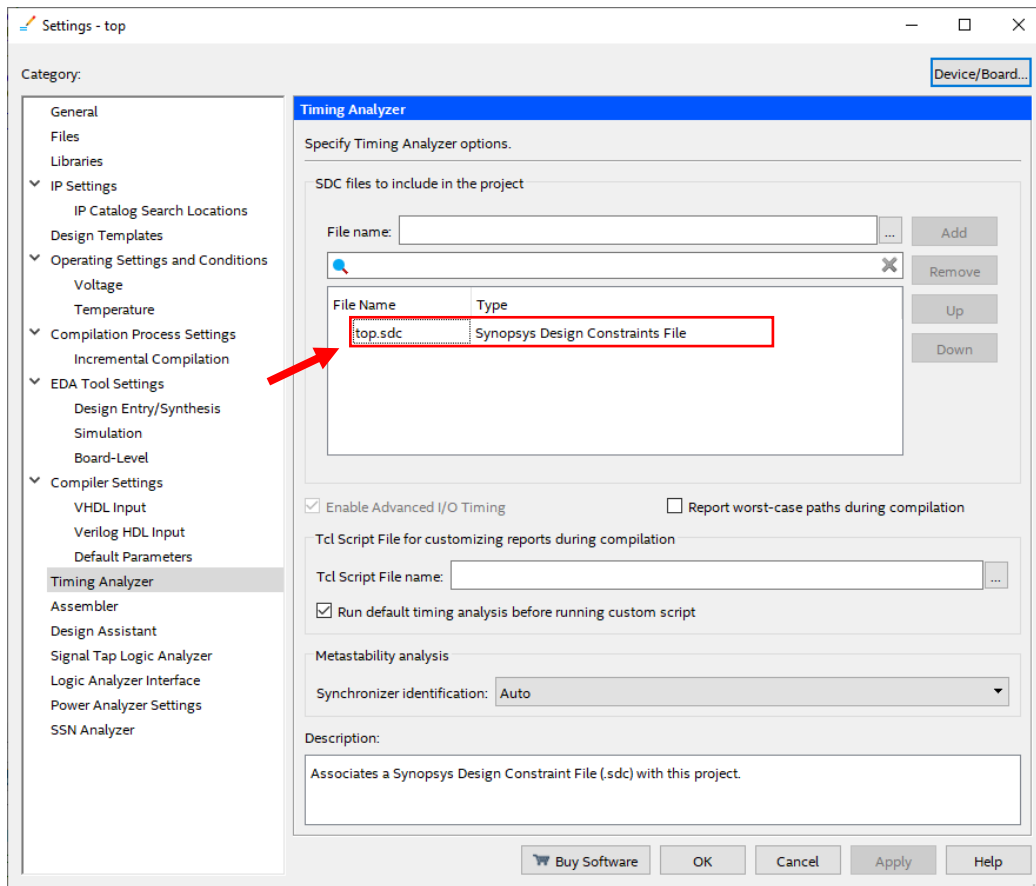 Settings - top
Category:
Device/Board...
General
Files
Libraries
IP Settings
IP Catalog Search Locations
Design Templates
Operating Settings and Conditions
Voltage
Temperature
Compilation Process Settings
Incremental Compilation
EDA Tool Settings
Design Entry/Synthesis
Simulation
Board-Level
Compiler Settings
VHDL Input
Verilog HDL Input
Default Parameters
Timing Analyzer
Assembler
Design Assistant
Signal Tap Logic Analyzer
Logic Analyzer Interface
Power Analyzer Settings
SSN Analyzer
Timing Analyzer
Specify Timing Analyzer options.
SDC files to include in the project
File name:
...
Add
Remove
Up
Down
File Name Type
top.sdc Synopsys Design Constraints File
Enable Advanced I/O Timing
Report worst-case paths during compilation
Tcl Script File for customizing reports during compilation
Tcl Script File name:
...
Run default timing analysis before running custom script
Metastability analysis
Synchronizer identification: Auto
Description:
Associates a Synopsys Design Constraint File (.sdc) with this project.
Buy Software
OK
Cancel
Apply
Help